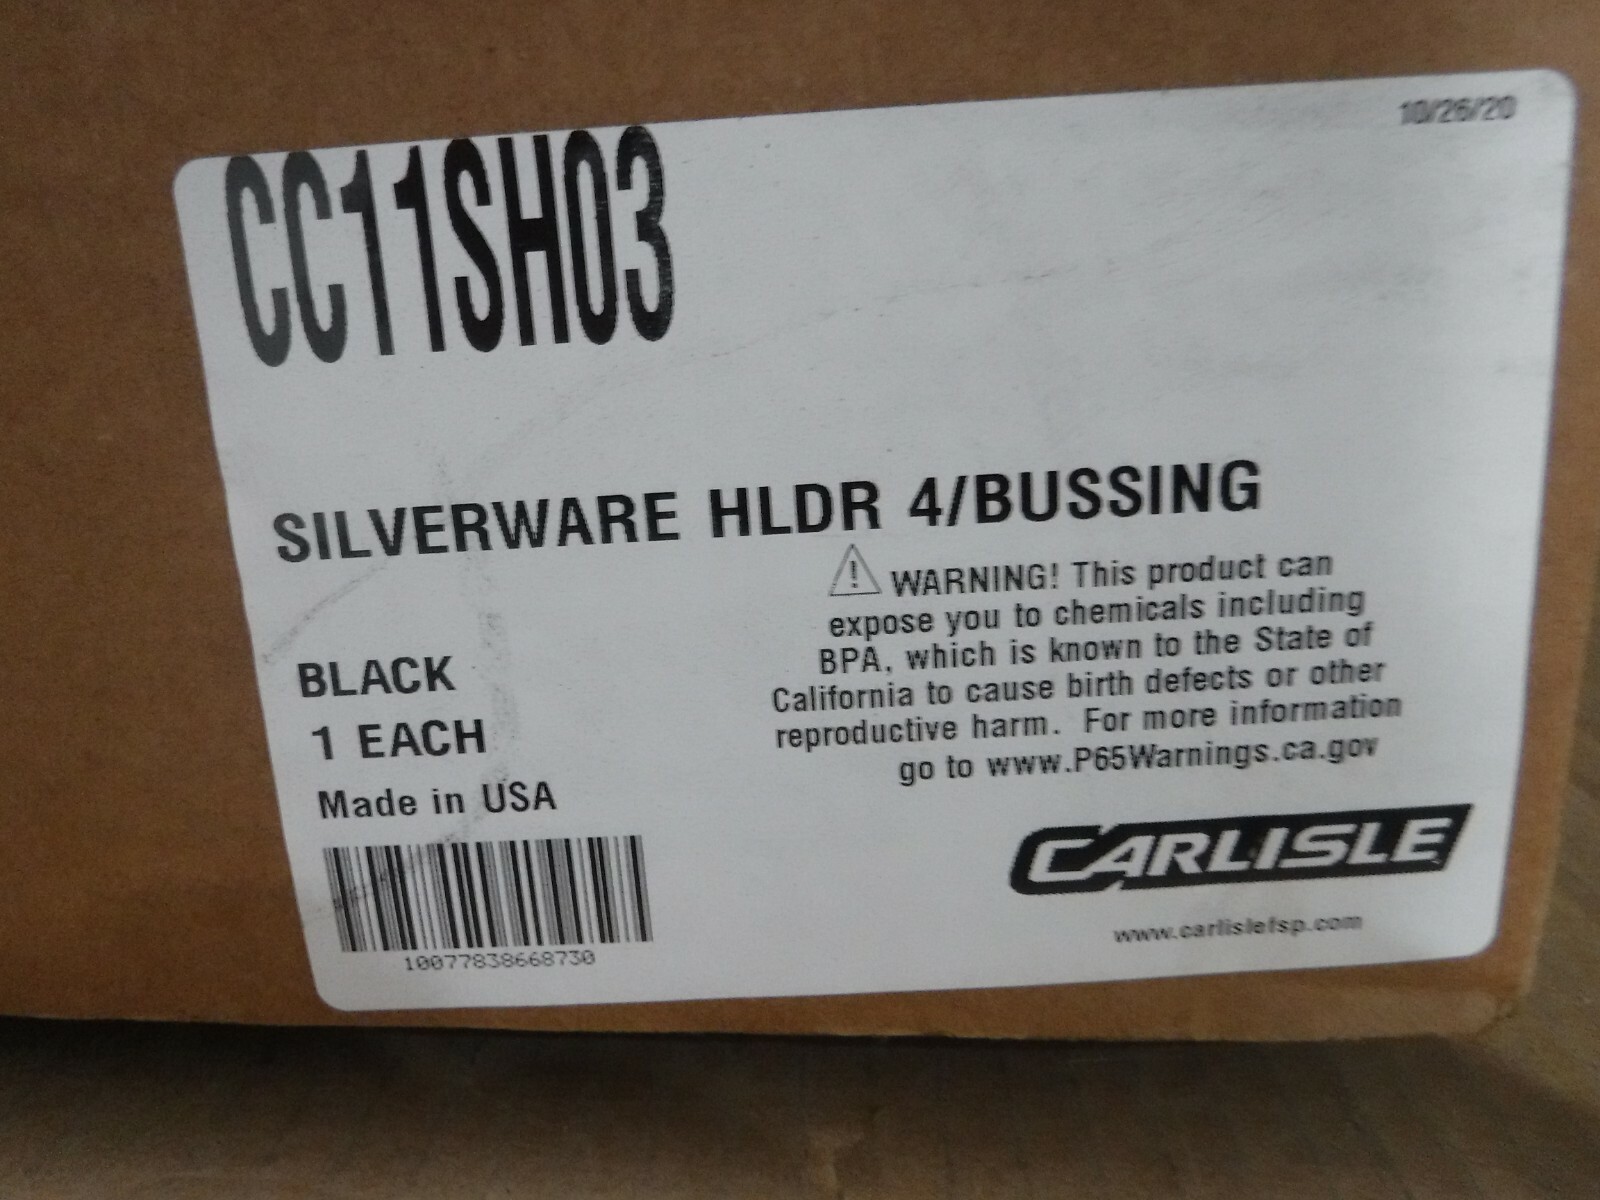 10/26/20
CC11SH03
SILVERWARE HLDR 4/BUSSING
BLACK
1 EACH
Made in USA
WARNING! This product can
expose you to chemicals including
BPA, which is known to the State of
California to cause birth defects or other
reproductive harm. For more information
go to www.P65Warnings.ca.gov
10077838668730
CARLISLE
www.carlislefsp.com